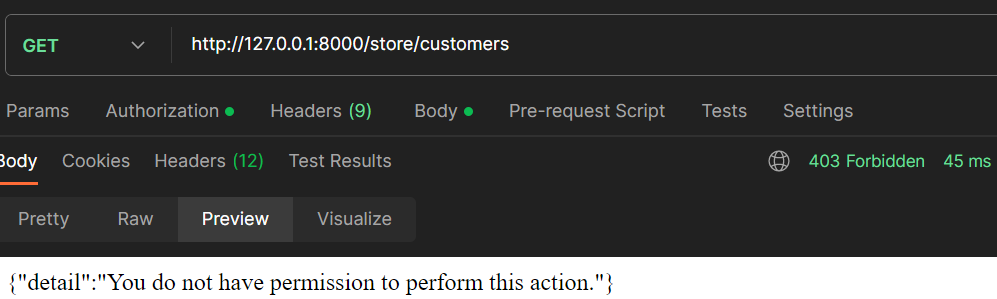 GET http://127.0.0.1:8000/store/customers
Params Authorization Headers (9) Body Pre-request Script Tests Settings
Body Cookies Headers (12) Test Results 403 Forbidden 45 ms
Pretty Raw Preview Visualize
{"detail":"You do not have permission to perform this action."}